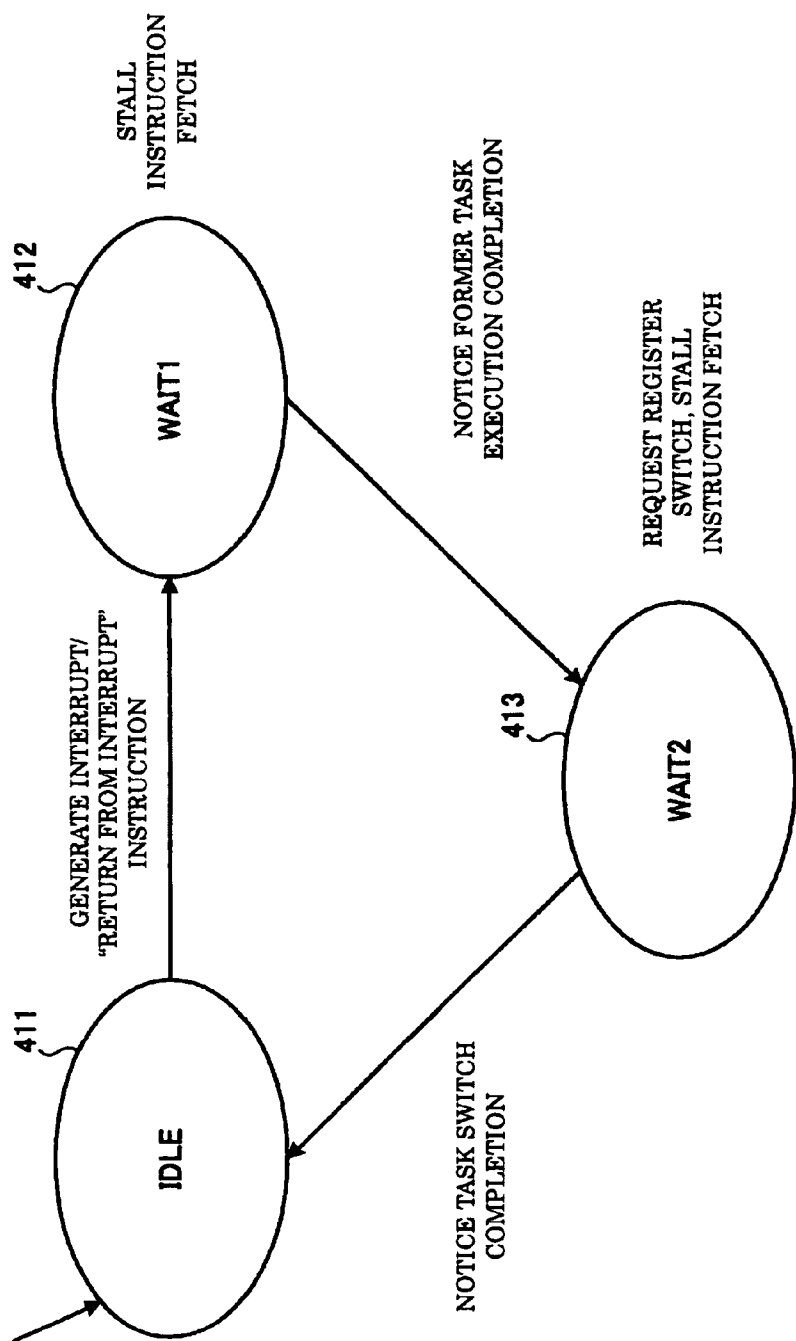 411
IDLE
GENERATE INTERRUPT/
“RETURN FROM INTERRUPT”
INSTRUCTION
412
WAIT1
STALL
INSTRUCTION
FETCH
NOTICE FORMER TASK
EXECUTION COMPLETION
413
WAIT2
REQUEST REGISTER
SWITCH, STALL
INSTRUCTION FETCH
NOTICE TASK SWITCH
COMPLETION